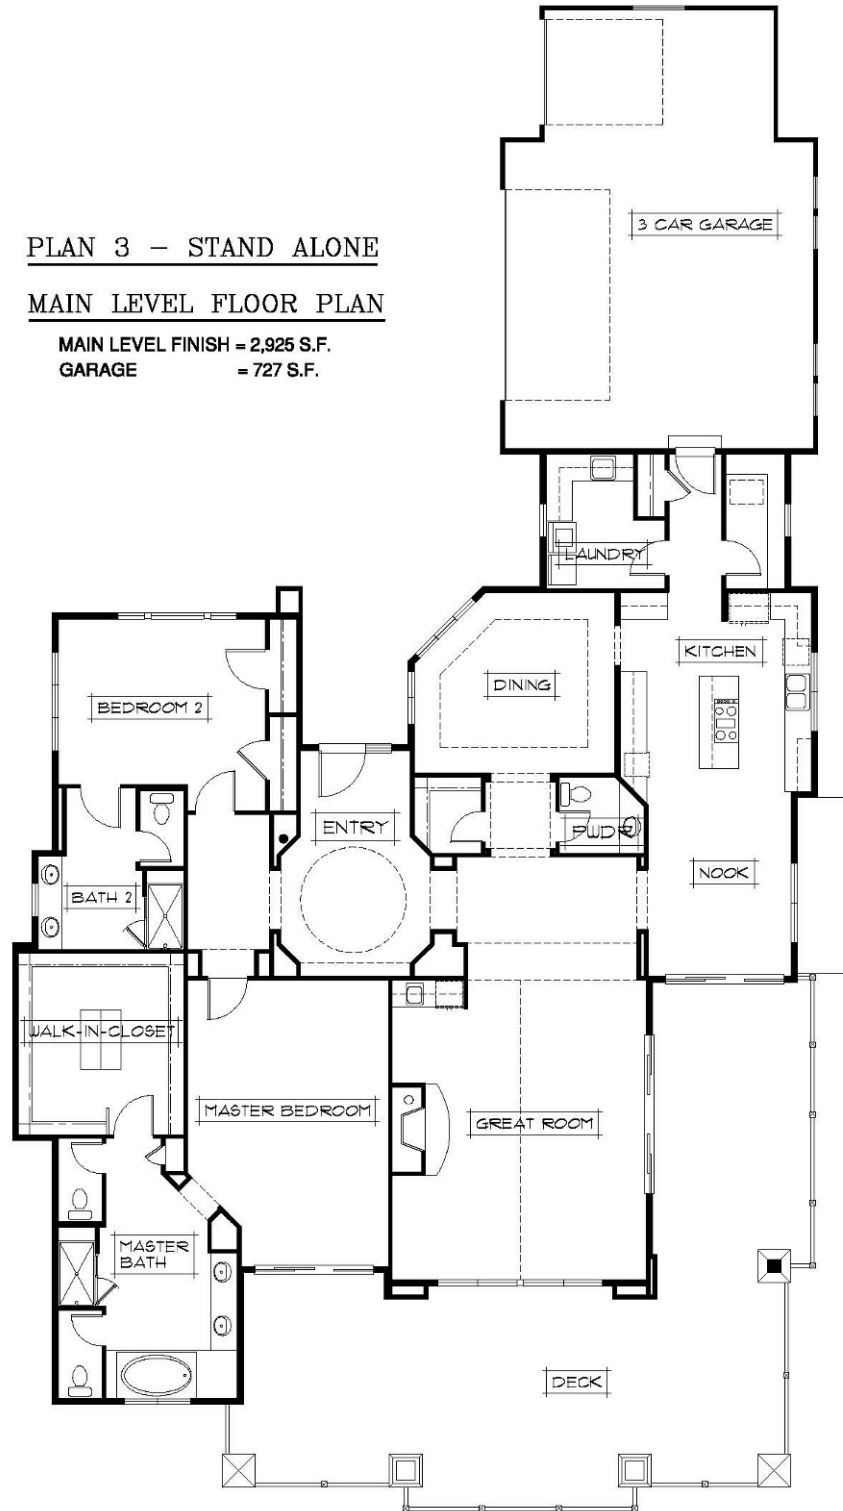 3 CAR GARAGE
PLAN 3 – STAND ALONE
MAIN LEVEL FLOOR PLAN
MAIN LEVEL FINISH = 2,925 S.F.
GARAGE = 727 S.F.
LAUNDRY
KITCHEN
DINING
BEDROOM 2
ENTRY
PWDR
NOOK
BATH 2
WALK-IN-CLOSET
MASTER BEDROOM
GREAT ROOM
MASTER
BATH
DECK